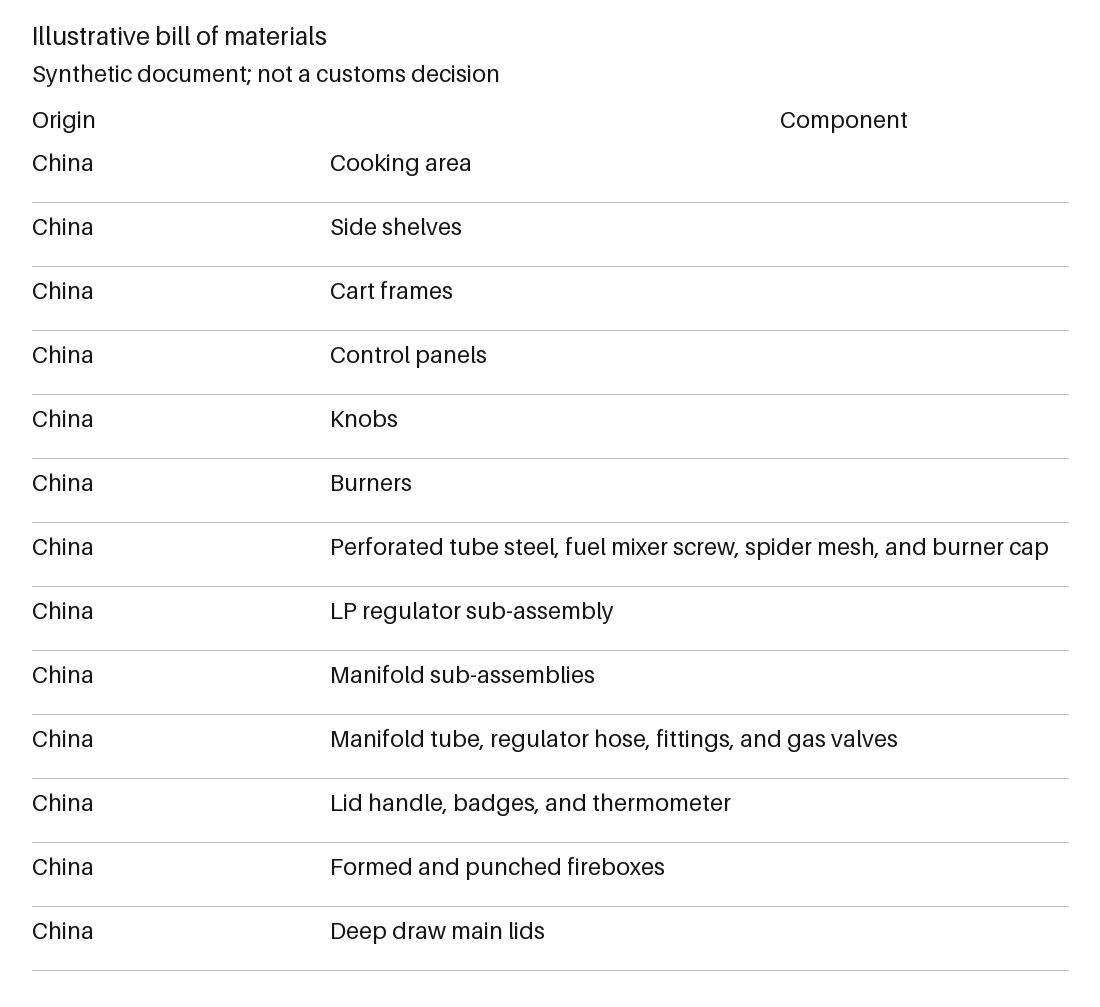 Illustrative bill of materials
Synthetic document; not a customs decision
Origin Component
China Cooking area
China Side shelves
China Cart frames
China Control panels
China Knobs
China Burners
China Perforated tube steel, fuel mixer screw, spider mesh, and burner cap
China LP regulator sub-assembly
China Manifold sub-assemblies
China Manifold tube, regulator hose, fittings, and gas valves
China Lid handle, badges, and thermometer
China Formed and punched fireboxes
China Deep draw main lids